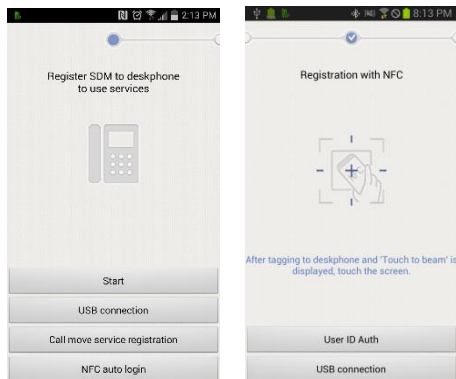 2:13 PM
Register SDM to deskphone
to use services
Start
USB connection
Call move service registration
NFC auto login
8:13 PM
Registration with NFC
After tagging to deskphone and 'Touch to beam' is
displayed, touch the screen.
User ID Auth
USB connection